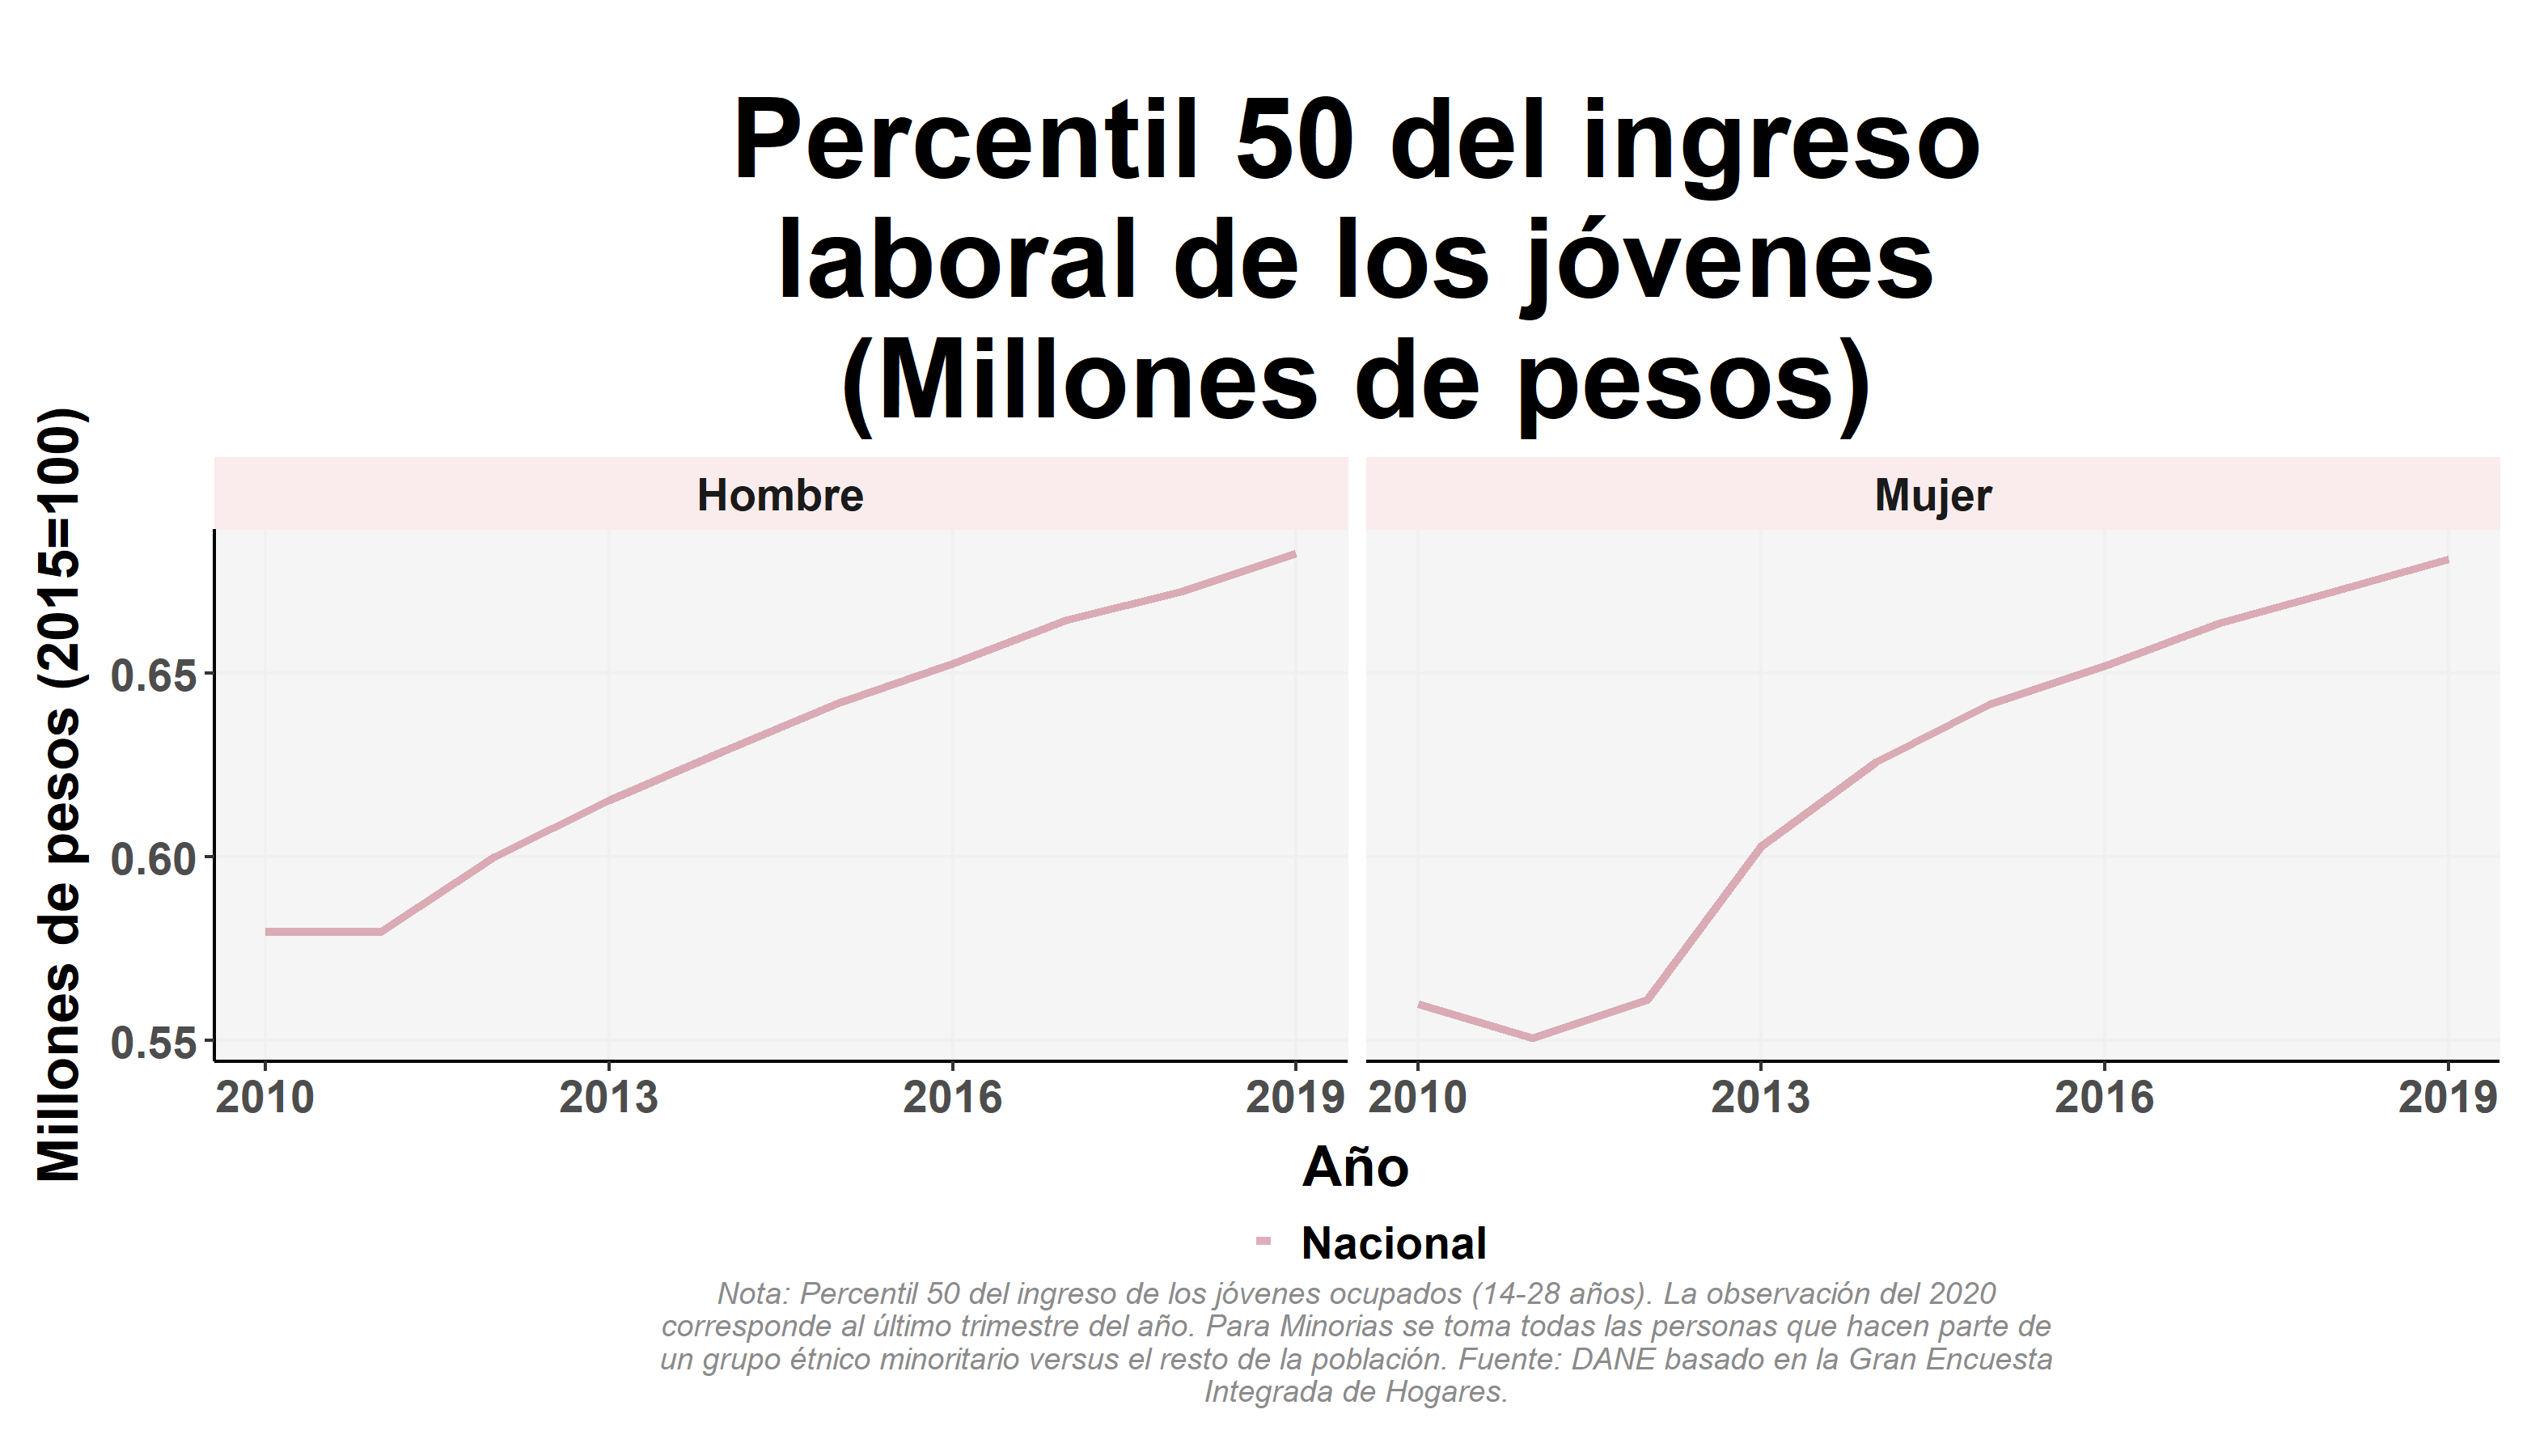 Percentil 50 del ingreso
laboral de los jóvenes
(Millones de pesos)
Millones de pesos (2015=100)
Hombre
Mujer
0.65
0.60
0.55
2010
2013
2016
2019
2010
2013
2016
2019
Año
Nacional
Nota: Percentil 50 del ingreso de los jóvenes ocupados (14-28 años). La observación del 2020
corresponde al último trimestre del año. Para Minorias se toma todas las personas que hacen parte de
un grupo étnico minoritario versus el resto de la población. Fuente: DANE basado en la Gran Encuesta
Integrada de Hogares.